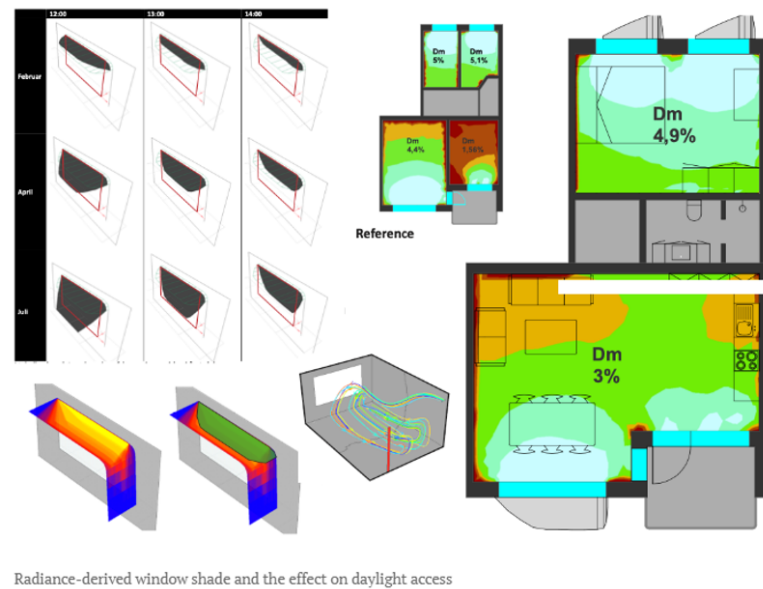 12:00 13:00 14:00
Februar
April
Juli
Dm
5%
Dm
5,1%
Dm
4,4%
Dm
Reference
Dm
4,9%
Dm
3%
Radiance-derived window shade and the effect on daylight access